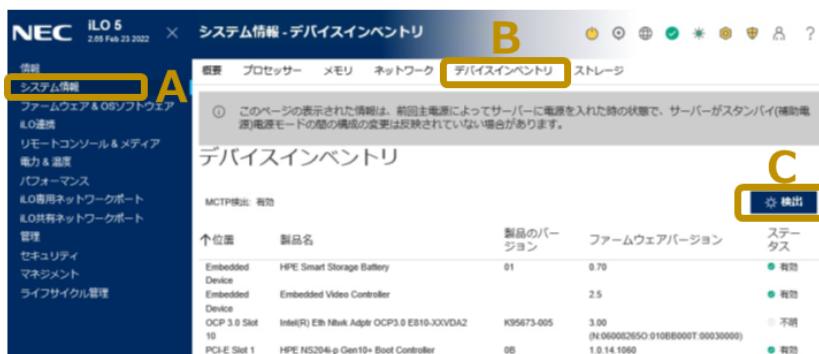 NEC iLO 5
2.65 Feb 23 2022
システム情報 - デバイスインベントリ
B
情報
システム情報
A
ファームウェア & OSソフトウェア
iLO連携
リモートコンソール & メディア
電力 & 温度
パフォーマンス
iLO専用ネットワークポート
iLO共有ネットワークポート
管理
セキュリティ
マネジメント
ライフサイクル管理
概要 プロセッサー メモリ ネットワーク デバイスインベントリ ストレージ
このページの表示された情報は、前回主電源によってサーバーに電源を入れた時の状態で、サーバーがスタンバイ(補助電
源)電源モードの間の構成の変更は反映されていない場合があります。
デバイスインベントリ
C
MCTP検出: 有効
検出
位置 製品名 製品のバー
ジョン ファームウェアバージョン ステー
タス
Embedded
Device HPE Smart Storage Battery 01 0.70 有効
Embedded
Device Embedded Video Controller 2.5 有効
OCP 3.0 Slot
10 Intel(R) Eth Ntwk Adptr OCP3.0 E810-XXVDA2 K95673-005 3.00
(N:06008265O:010BB000T:00030000) 不明
PCI-E Slot 1 HPE NS204i-p Gen10+ Boot Controller 0B 1.0.14.1060 有効